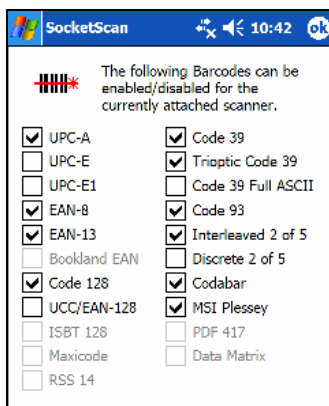 SocketScan 10:42 ok
The following Barcodes can be
enabled/disabled for the
currently attached scanner.
UPC-A
UPC-E
UPC-E1
EAN-8
EAN-13
Bookland EAN
Code 128
UCC/EAN-128
ISBT 128
Maxicode
RSS 14
Code 39
Trioptic Code 39
Code 39 Full ASCII
Code 93
Interleaved 2 of 5
Discrete 2 of 5
Codabar
MSI Plessey
PDF 417
Data Matrix